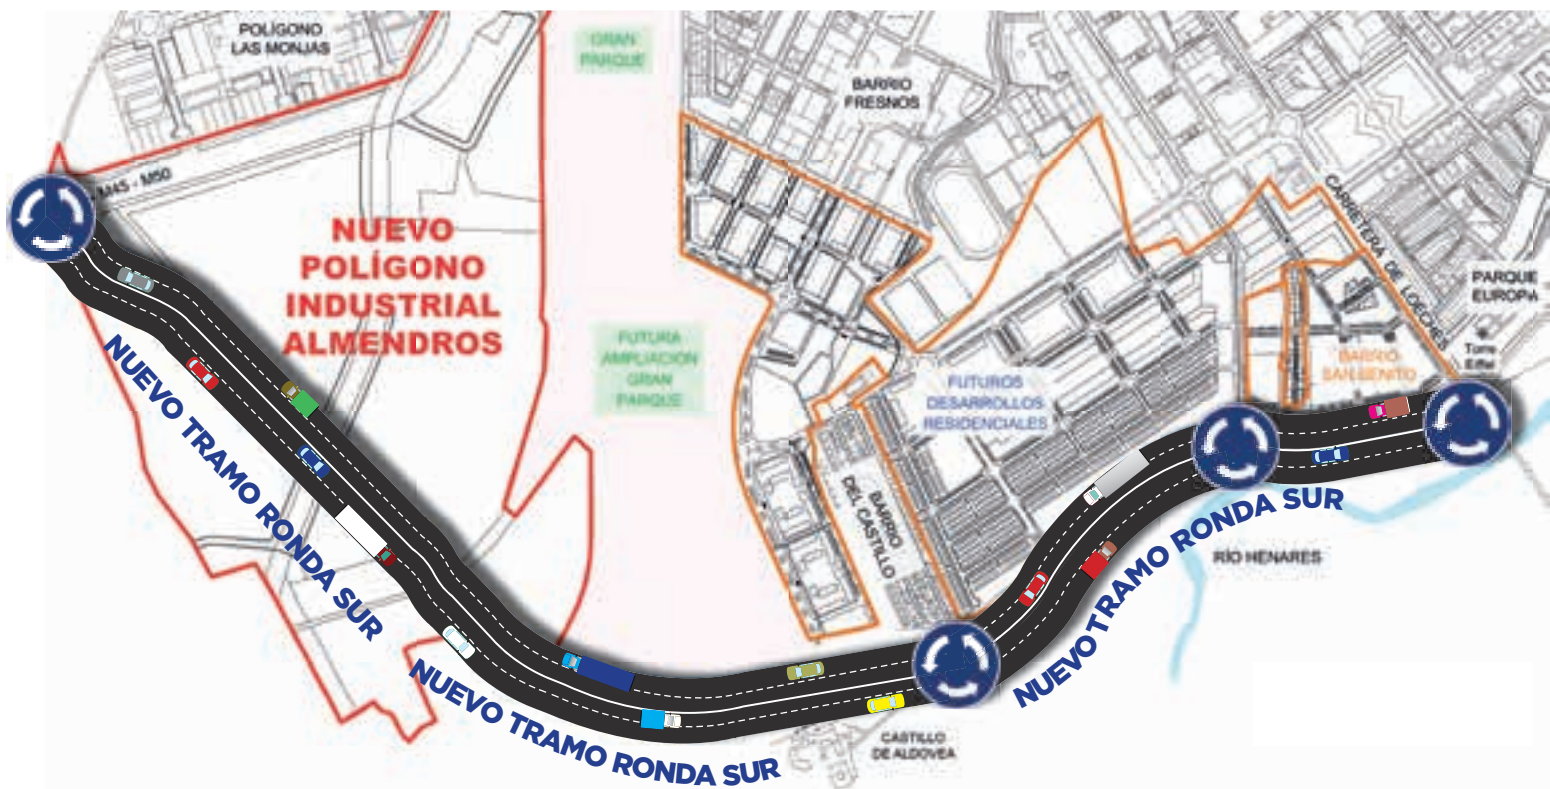 POLÍGONO
LAS MONJAS
GRAN
PARQUE
BARRIO
FRESNOS
M45 - M50
NUEVO
POLÍGONO
INDUSTRIAL
ALMENDROS
CARRETERA DE LOECHES
PARQUE
EUROPA
Torre
Eiffel
FUTURA
AMPLIACION
GRAN
PARQUE
BARRIO
SAN BENITO
FUTUROS
DESARROLLOS
RESIDENCIALES
BARRIO
DEL CASTILLO
NUEVO TRAMO RONDA SUR
NUEVO TRAMO RONDA SUR
NUEVO TRAMO RONDA SUR
RÍO HENARES
CASTILLO
DE ALDOVEA